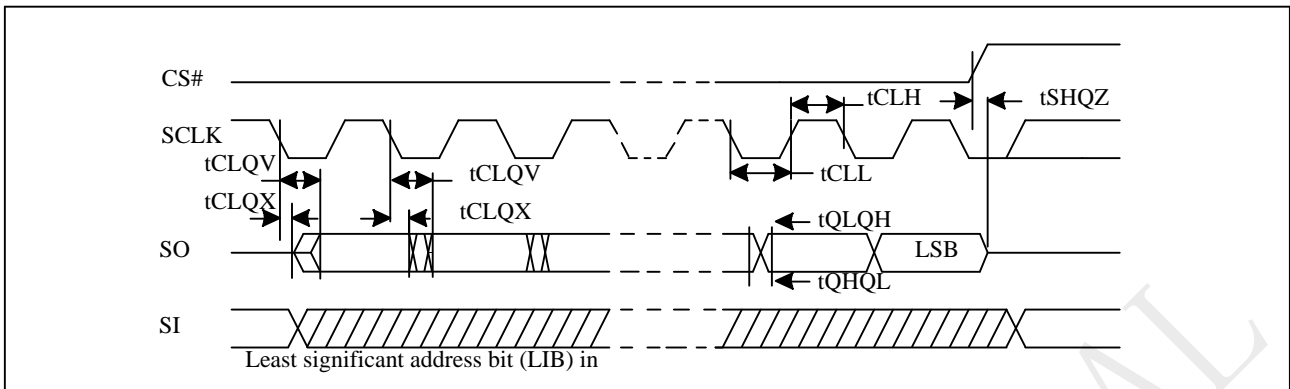 CS#
tCLH
tSHQZ
SCLK
tCLQV
tCLQV
tCLL
tCLQX
tCLQX
tQLQH
SO
LSB
tQHQL
SI
Least significant address bit (LIB) in